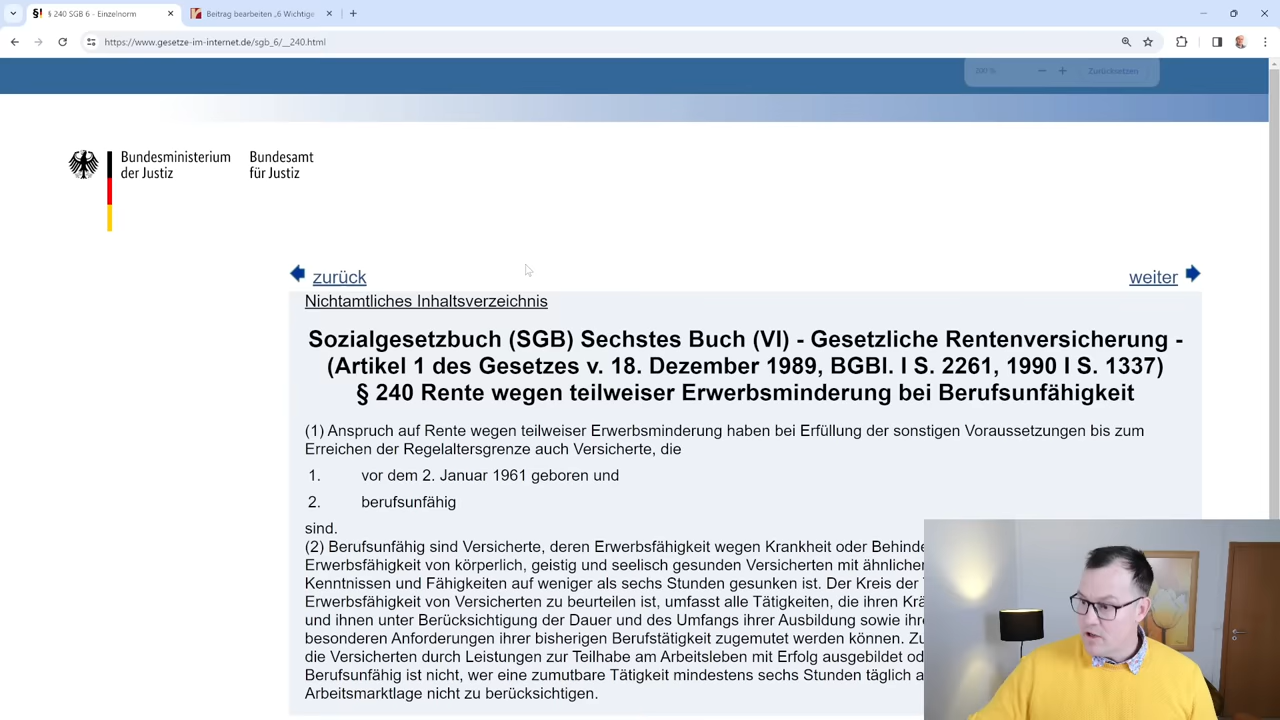 § 240 SGB 6 - Einzelnorm
Beitrag bearbeiten „6 Wichtige
https://www.gesetze-im-internet.de/sgb_6/__240.html
200 %
Zurücksetzen
Bundesministerium
der Justiz
Bundesamt
für Justiz
zurück
weiter
Nichtamtliches Inhaltsverzeichnis
Sozialgesetzbuch (SGB) Sechstes Buch (VI) - Gesetzliche Rentenversicherung -
(Artikel 1 des Gesetzes v. 18. Dezember 1989, BGBl. I S. 2261, 1990 I S. 1337)
§ 240 Rente wegen teilweiser Erwerbsminderung bei Berufsunfähigkeit
(1) Anspruch auf Rente wegen teilweiser Erwerbsminderung haben bei Erfüllung der sonstigen Voraussetzungen bis zum
Erreichen der Regelaltersgrenze auch Versicherte, die
1. vor dem 2. Januar 1961 geboren und
2. berufsunfähig
sind.
(2) Berufsunfähig sind Versicherte, deren Erwerbsfähigkeit wegen Krankheit oder Behinde
Erwerbsfähigkeit von körperlich, geistig und seelisch gesunden Versicherten mit ähnlicher
Kenntnissen und Fähigkeiten auf weniger als sechs Stunden gesunken ist. Der Kreis der
Erwerbsfähigkeit von Versicherten zu beurteilen ist, umfasst alle Tätigkeiten, die ihren Krä
und ihnen unter Berücksichtigung der Dauer und des Umfangs ihrer Ausbildung sowie ihre
besonderen Anforderungen ihrer bisherigen Berufstätigkeit zugemutet werden können. Zu
die Versicherten durch Leistungen zur Teilhabe am Arbeitsleben mit Erfolg ausgebildet od
Berufsunfähig ist nicht, wer eine zumutbare Tätigkeit mindestens sechs Stunden täglich a
Arbeitsmarktlage nicht zu berücksichtigen.